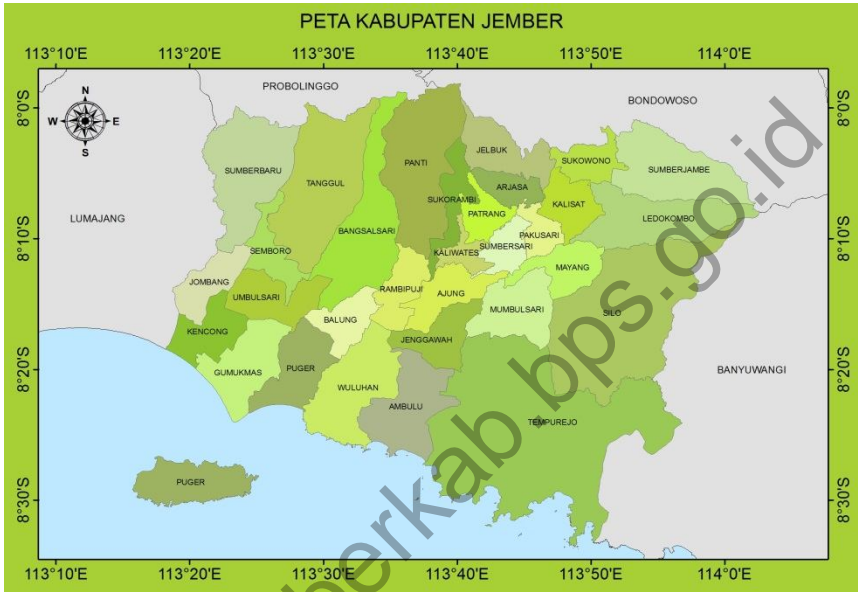 PETA KABUPATEN JEMBER
113°10'E 113°20'E 113°30'E 113°40'E 113°50'E 114°0'E
8°0'S 8°0'S
N
W E
S
PROBOLINGGO
BONDOWOSO
SUMBERBARU
TANGGUL
PANTI
JELBUK
SUKOWONO
SUMBERJAMBE
ARJASA
SUKORAMBI
PATRANG
KALISAT
LUMAJANG
LEDOKOMBO
BANGSALSARI
PAKUSARI
8°10'S 8°10'S
SEMBORO
KALIWATES
SUMBERSARI
MAYANG
JOMBANG
UMBULSARI
RAMBIPUJI
AJUNG
MUMBULSARI
SILO
KENCONG
BALUNG
JENGGAWAH
8°20'S 8°20'S
GUMUKMAS
PUGER
WULUHAN
BANYUWANGI
AMBULU
TEMPUREJO
PUGER
8°30'S 8°30'S
113°10'E 113°20'E 113°30'E 113°40'E 113°50'E 114°0'E
berkab.bps.go.id